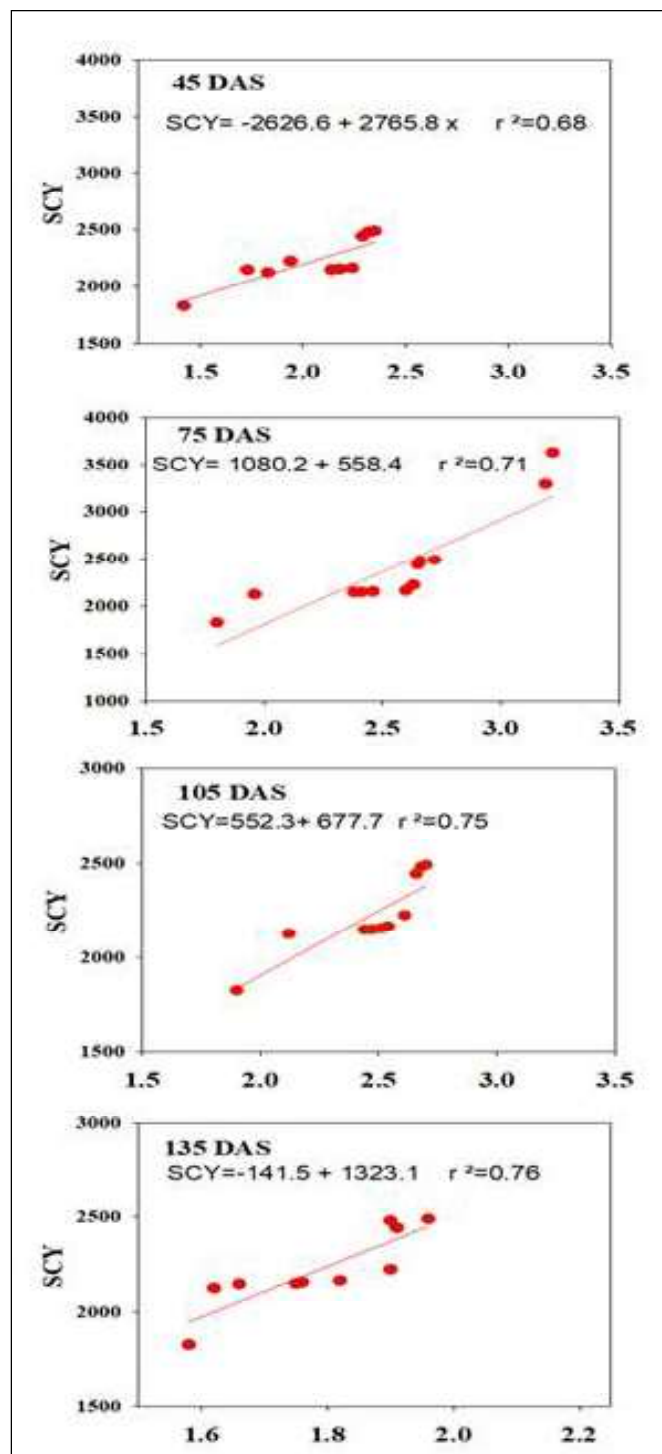 45 DAS
SCY= -2626.6 + 2765.8 x r ²=0.68
4000
3500
3000
2500
2000
1500
SCY
1.5 2.0 2.5 3.0 3.5
75 DAS
SCY= 1080.2 + 558.4 r ²=0.71
4000
3500
3000
2500
2000
1500
1000
SCY
1.5 2.0 2.5 3.0 3.5
105 DAS
SCY=552.3+ 677.7 r ²=0.75
3000
2500
2000
1500
SCY
1.5 2.0 2.5 3.0 3.5
135 DAS
SCY=-141.5 + 1323.1 r ²=0.76
3000
2500
2000
1500
SCY
1.6 1.8 2.0 2.2